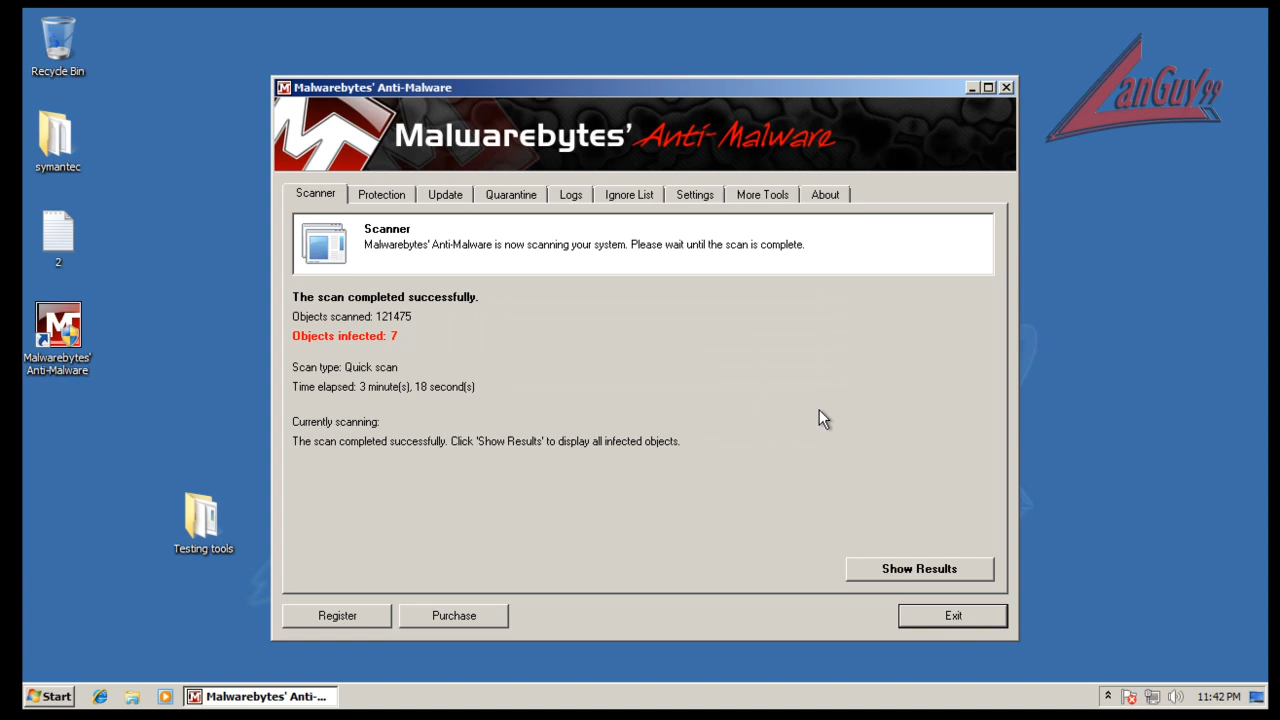 Recycle Bin
symantec
2
Malwarebytes'
Anti-Malware
Testing tools
LanGuy99
Malwarebytes' Anti-Malware
Malwarebytes' Anti-Malware
Scanner
Protection
Update
Quarantine
Logs
Ignore List
Settings
More Tools
About
Scanner
Malwarebytes' Anti-Malware is now scanning your system. Please wait until the scan is complete.
The scan completed successfully.
Objects scanned: 121475
Objects infected: 7
Scan type: Quick scan
Time elapsed: 3 minute(s), 18 second(s)
Currently scanning:
The scan completed successfully. Click 'Show Results' to display all infected objects.
Show Results
Register
Purchase
Exit
Start
Malwarebytes' Anti-...
11:42 PM